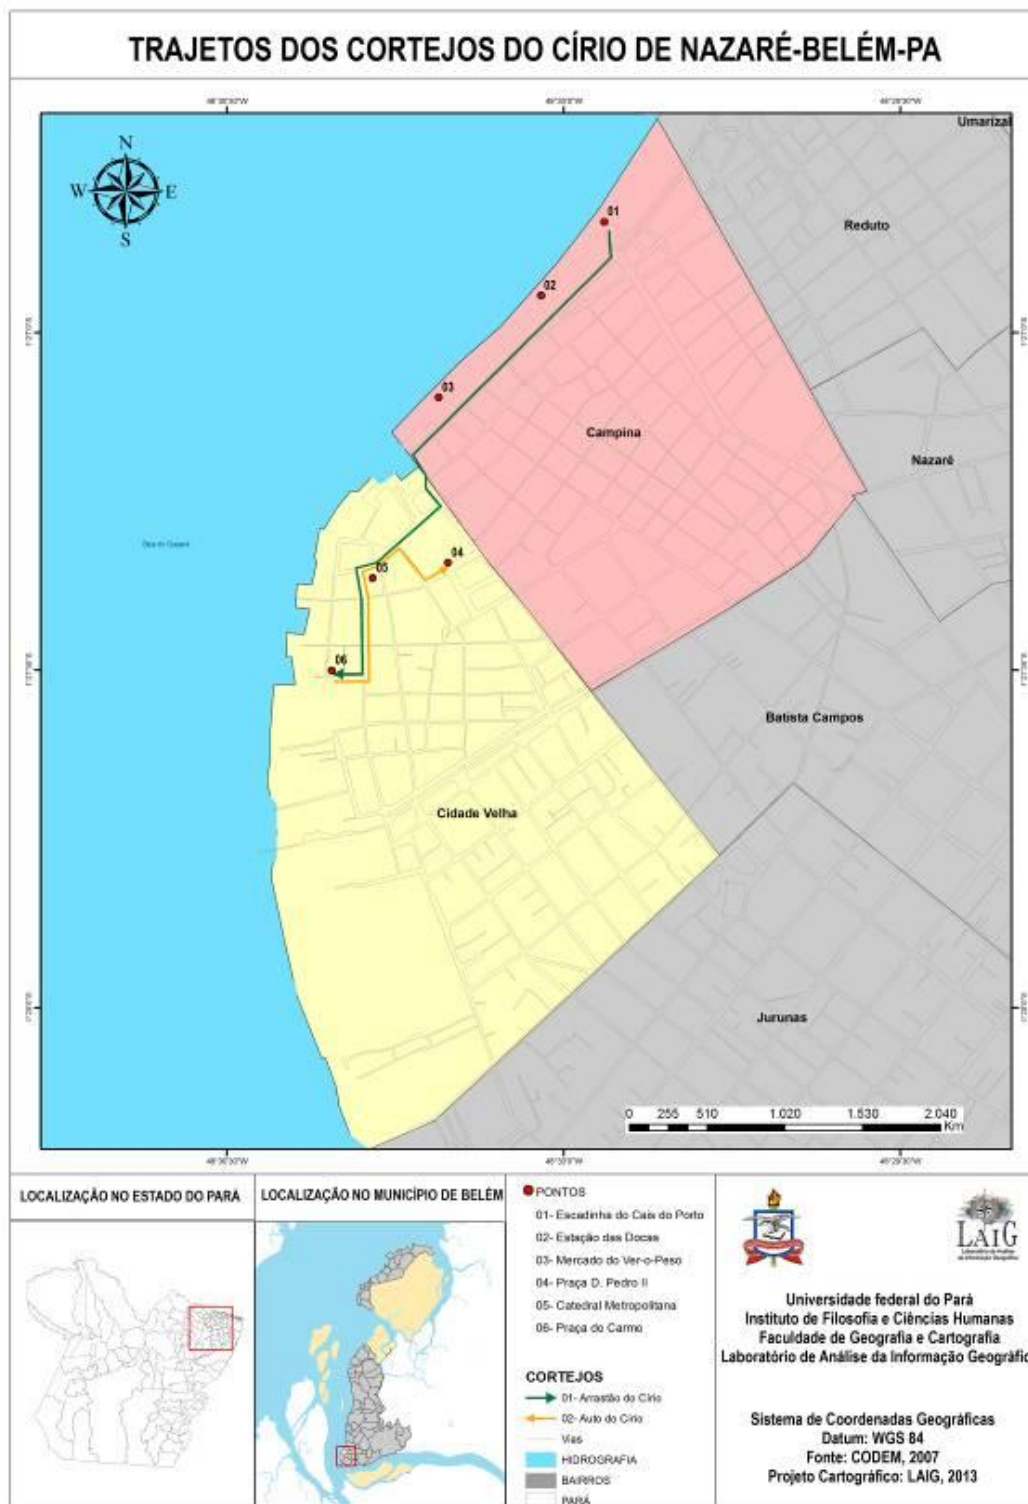 TRAJETOS DOS CORTEJOS DO CÍRIO DE NAZARÉ-BELÉM-PA
Umarizal
N
W E
S
01
Reduto
02
03
Campina
Nazaré
04
05
06
Batista Campos
Cidade Velha
Jurunas
0 255 510 1.020 1.530 2.040
Km
LOCALIZAÇÃO NO ESTADO DO PARÁ
LOCALIZAÇÃO NO MUNICÍPIO DE BELÉM
PONTOS
01- Escadinha do Cais do Porto
02- Estação das Docas
03- Mercado do Ver-o-Peso
04- Praça D. Pedro II
05- Catedral Metropolitana
06- Praça do Carmo
CORTEJOS
01- Arrastão do Círio
02- Auto do Círio
Vias
HIDROGRAFIA
BAIRROS
PARÁ
LAIG
Laboratório de Análise
da Informação Geográfica
Universidade federal do Pará
Instituto de Filosofia e Ciências Humanas
Faculdade de Geografia e Cartografia
Laboratório de Análise da Informação Geográfic
Sistema de Coordenadas Geográficas
Datum: WGS 84
Fonte: CODEM, 2007
Projeto Cartográfico: LAIG, 2013